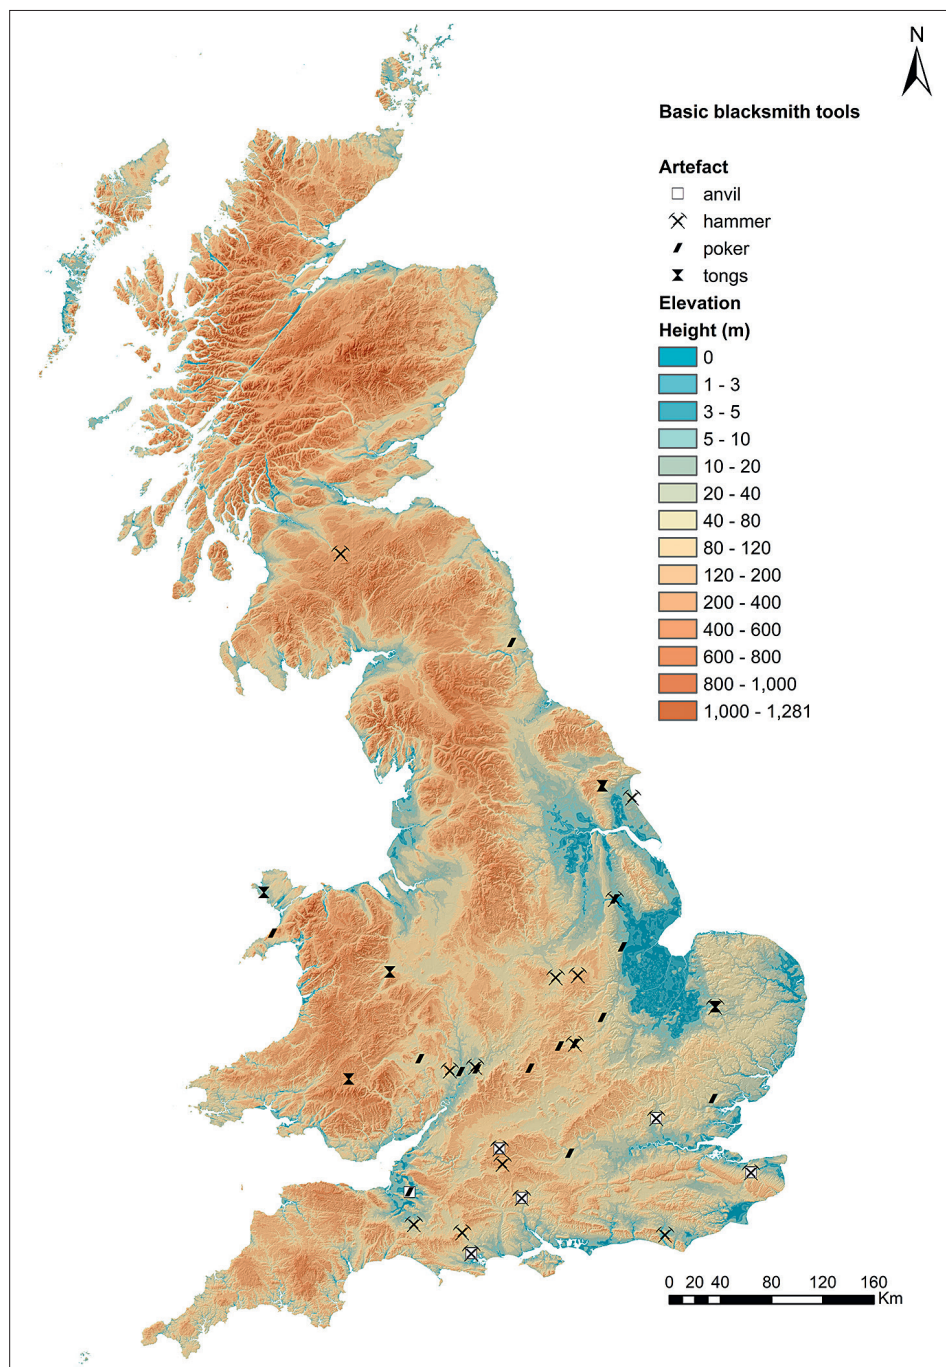 N
Basic blacksmith tools
Artefact
anvil
hammer
poker
tongs
Elevation
Height (m)
0
1 - 3
3 - 5
5 - 10
10 - 20
20 - 40
40 - 80
80 - 120
120 - 200
200 - 400
400 - 600
600 - 800
800 - 1,000
1,000 - 1,281
0 20 40 80 120 160
Km